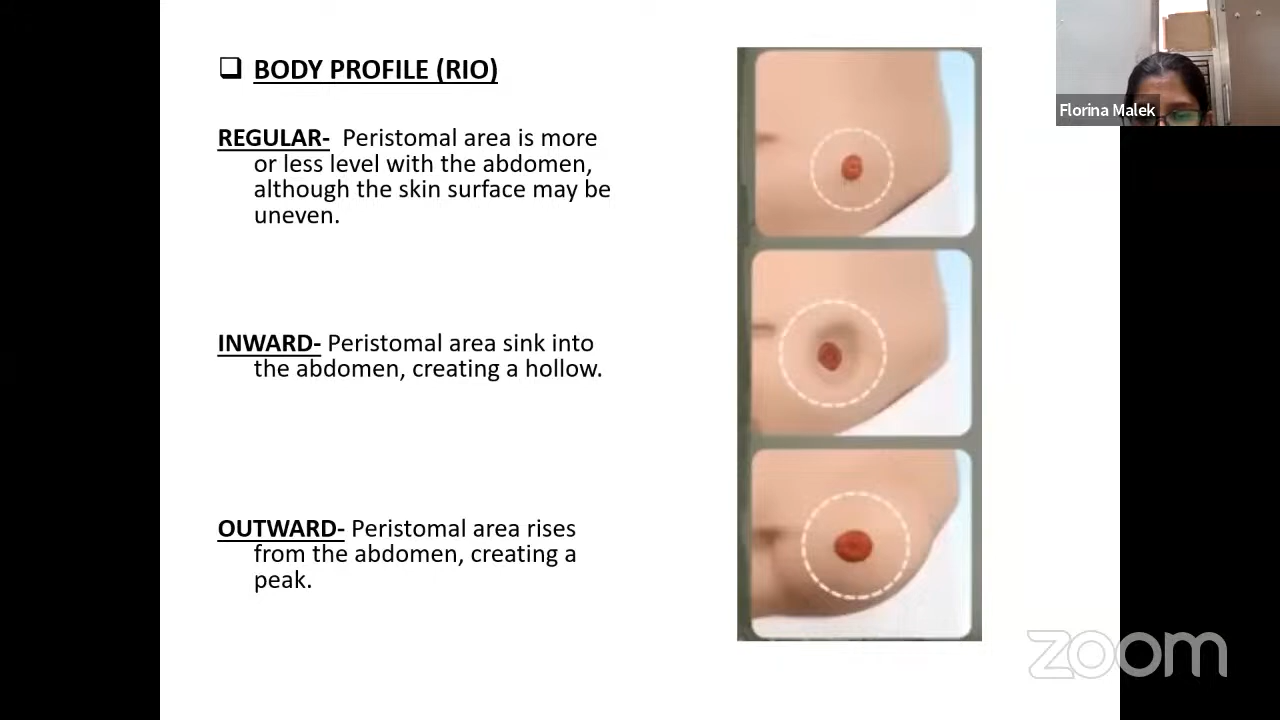 BODY PROFILE (RIO)
REGULAR- Peristomal area is more
or less level with the abdomen,
although the skin surface may be
uneven.
INWARD- Peristomal area sink into
the abdomen, creating a hollow.
OUTWARD- Peristomal area rises
from the abdomen, creating a
peak.
Florina Malek
zoom